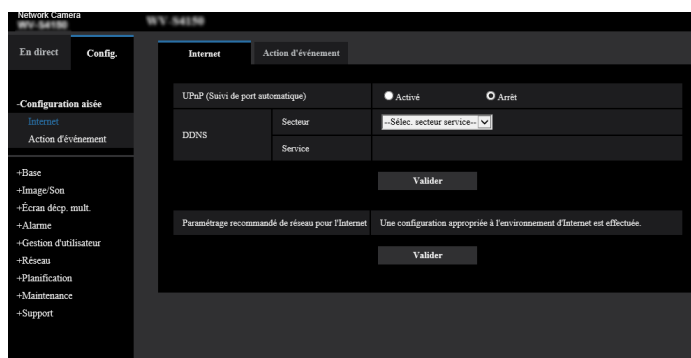 Network Camera
WV-S4150
En direct
Config.
Internet
Action d'événement
-Configuration aisée
Internet
Action d'événement
+Base
+Image/Son
+Écran décp. mult.
+Alarme
+Gestion d'utilisateur
+Réseau
+Planification
+Maintenance
+Support
UPnP (Suivi de port automatique)
Activé
Arrêt
DDNS
Secteur
--Sélec. secteur service--
Service
Valider
Paramétrage recommandé de réseau pour l'Internet
Une configuration appropriée à l'environnement d'Internet est effectuée.
Valider